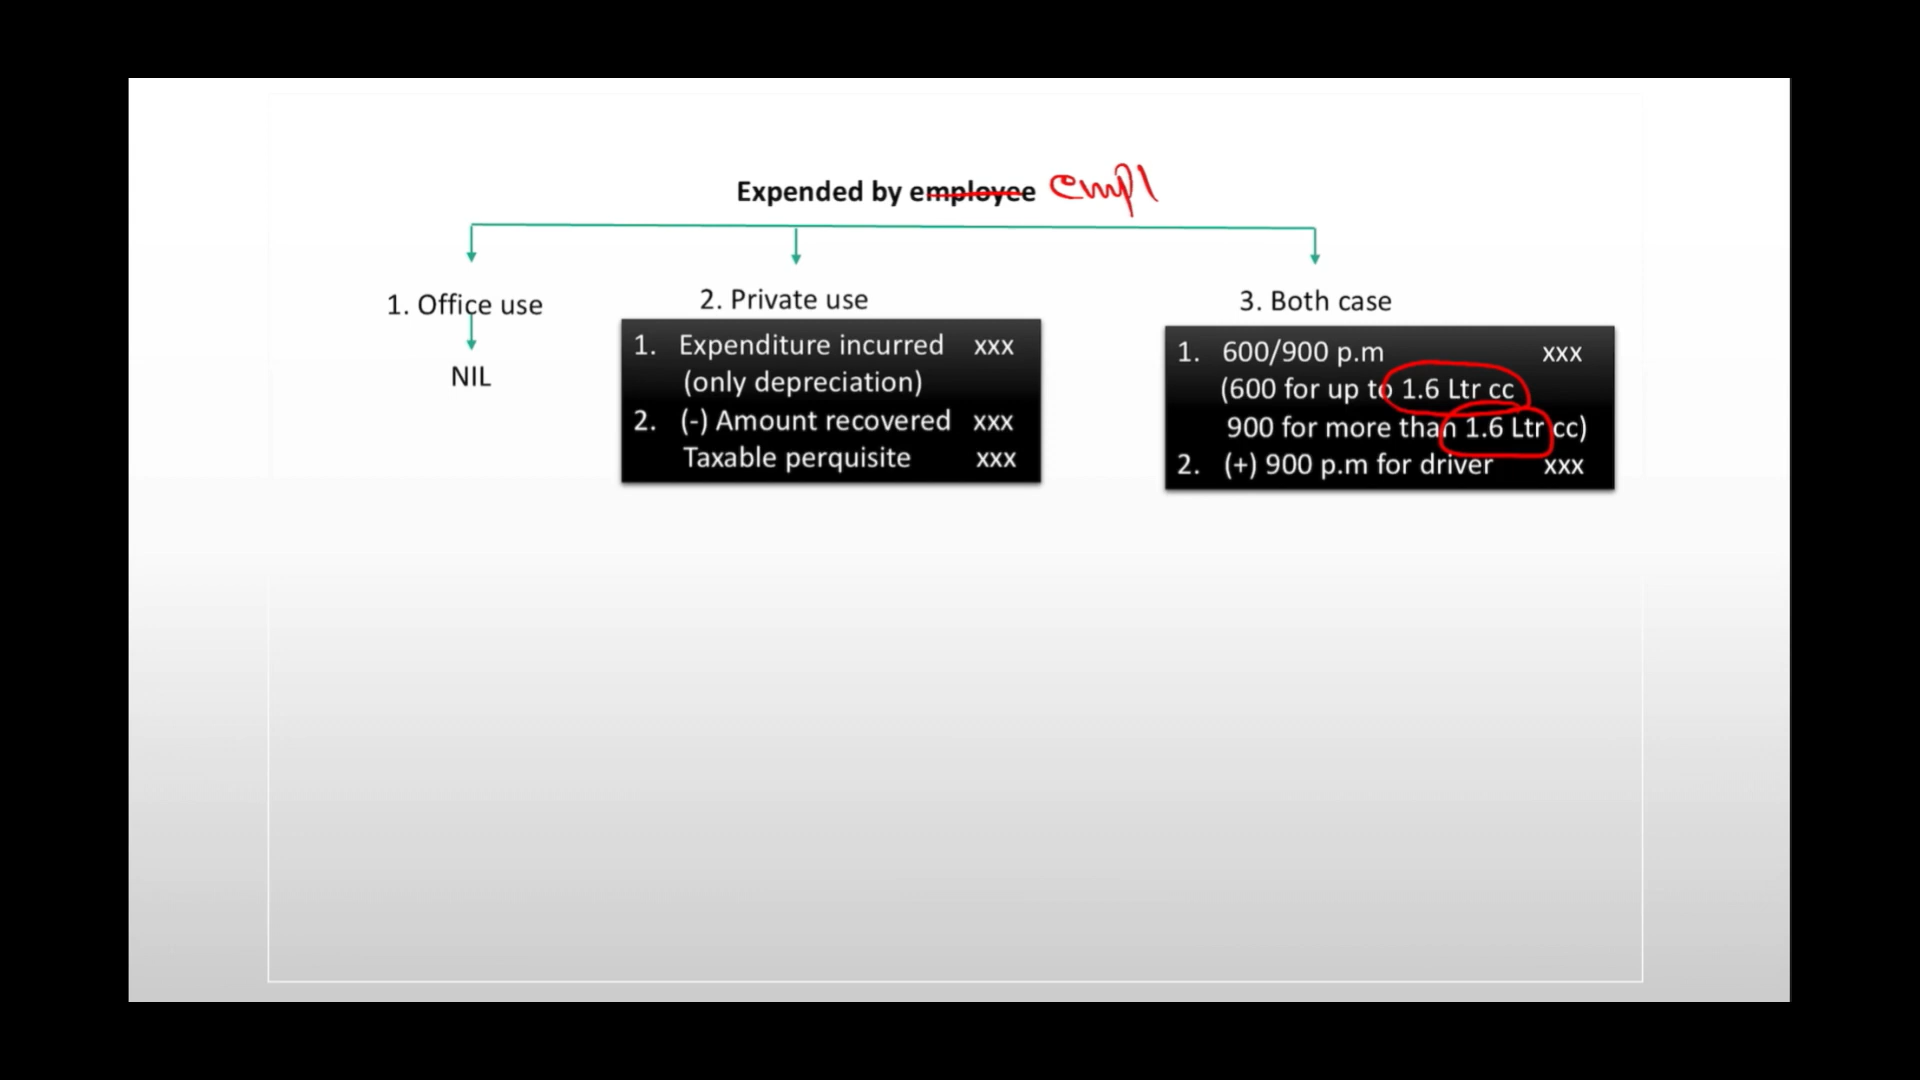 Expended by employee empl
1. Office use
NIL
2. Private use
1. Expenditure incurred xxx
(only depreciation)
2. (-) Amount recovered xxx
Taxable perquisite xxx
3. Both case
1. 600/900 p.m xxx
(600 for up to 1.6 Ltr cc
900 for more than 1.6 Ltr cc)
2. (+) 900 p.m for driver xxx